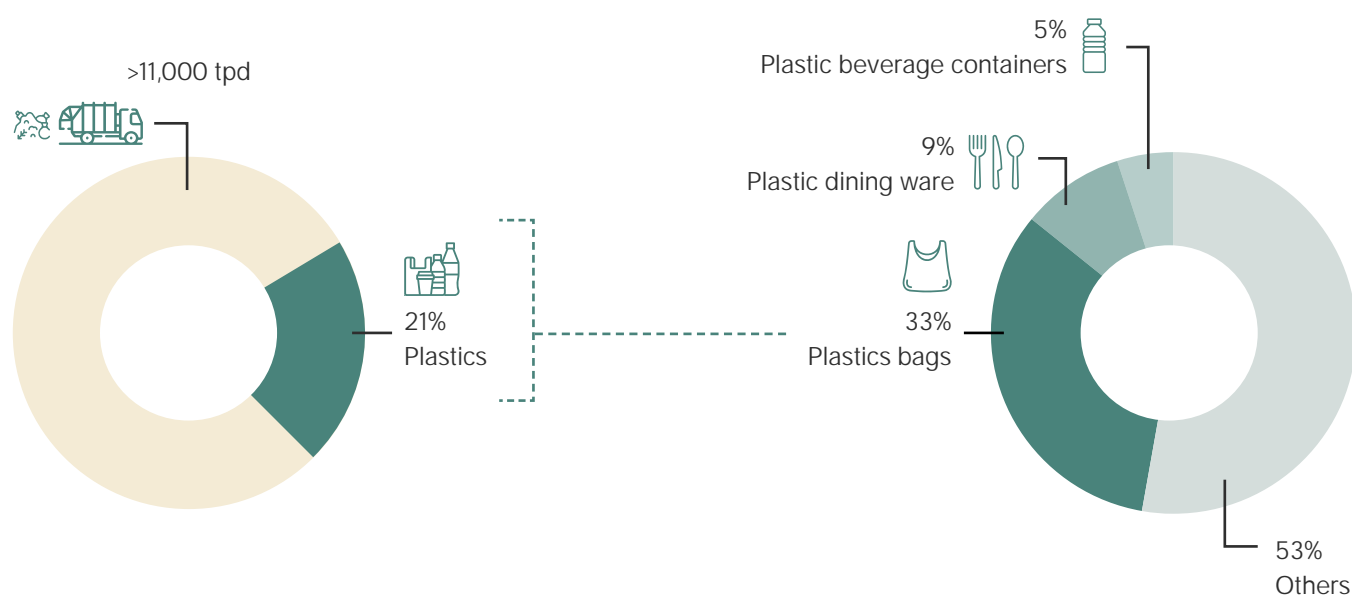 >11,000 tpd
21%
Plastics
5%
Plastic beverage containers
9%
Plastic dining ware
33%
Plastics bags
53%
Others